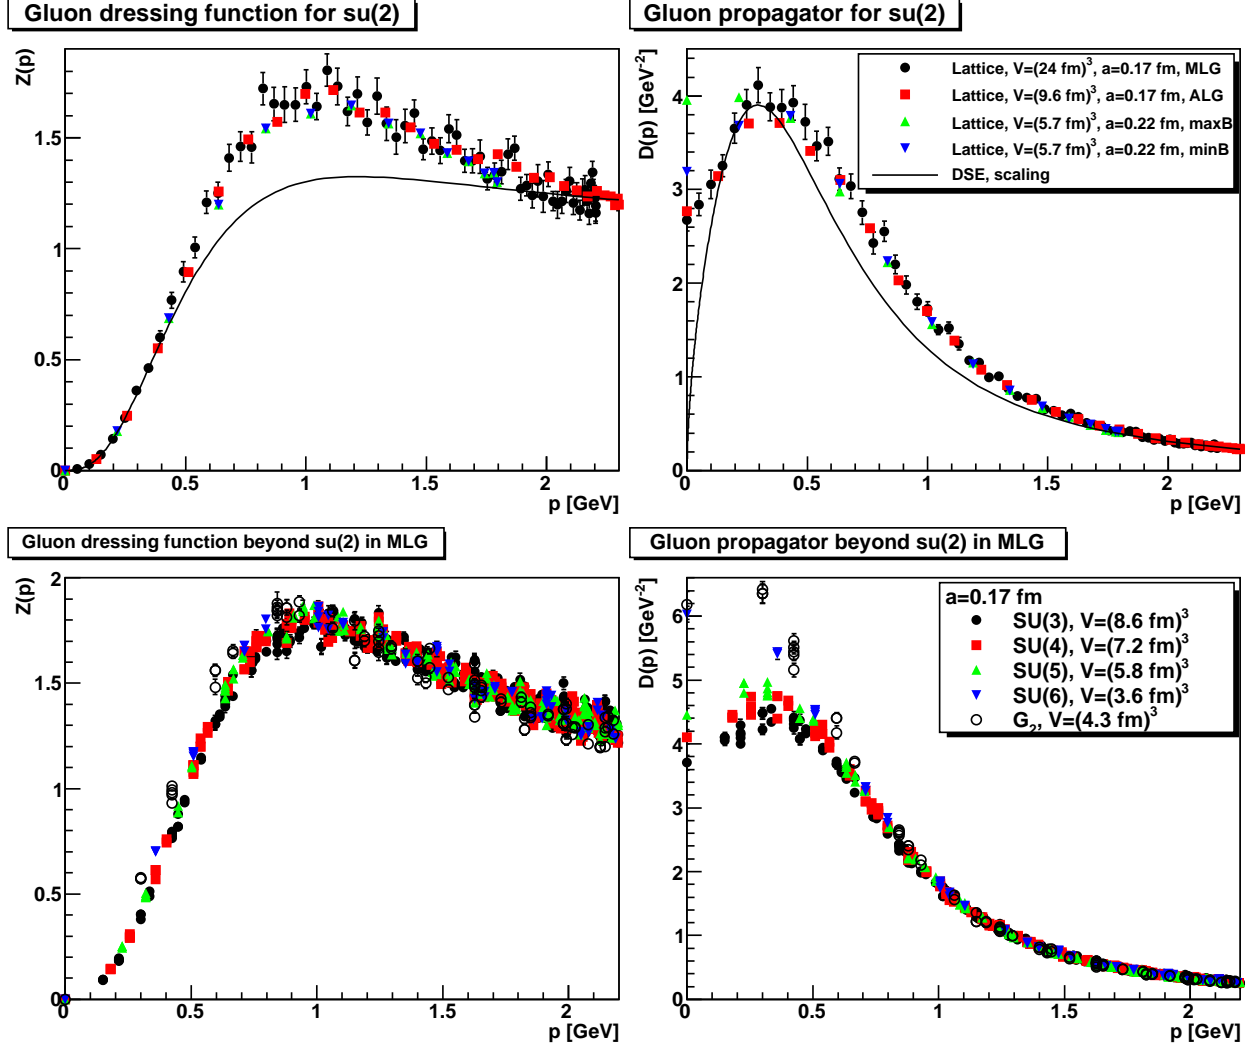 Gluon dressing function for su(2)
Z(p)
1.5
1
0.5
0
0 0.5 1 1.5 2
p [GeV]
Gluon propagator for su(2)
D(p) [GeV⁻²]
4
3
2
1
0
0 0.5 1 1.5 2
p [GeV]
Lattice, V=(24 fm)³, a=0.17 fm, MLG
Lattice, V=(9.6 fm)³, a=0.17 fm, ALG
Lattice, V=(5.7 fm)³, a=0.22 fm, maxB
Lattice, V=(5.7 fm)³, a=0.22 fm, minB
DSE, scaling
Gluon dressing function beyond su(2) in MLG
Z(p)
2
1.5
1
0.5
0
0 0.5 1 1.5 2
p [GeV]
Gluon propagator beyond su(2) in MLG
D(p) [GeV⁻²]
6
5
4
3
2
1
0
0 0.5 1 1.5 2
p [GeV]
a=0.17 fm
SU(3), V=(8.6 fm)³
SU(4), V=(7.2 fm)³
SU(5), V=(5.8 fm)³
SU(6), V=(3.6 fm)³
G₂, V=(4.3 fm)³